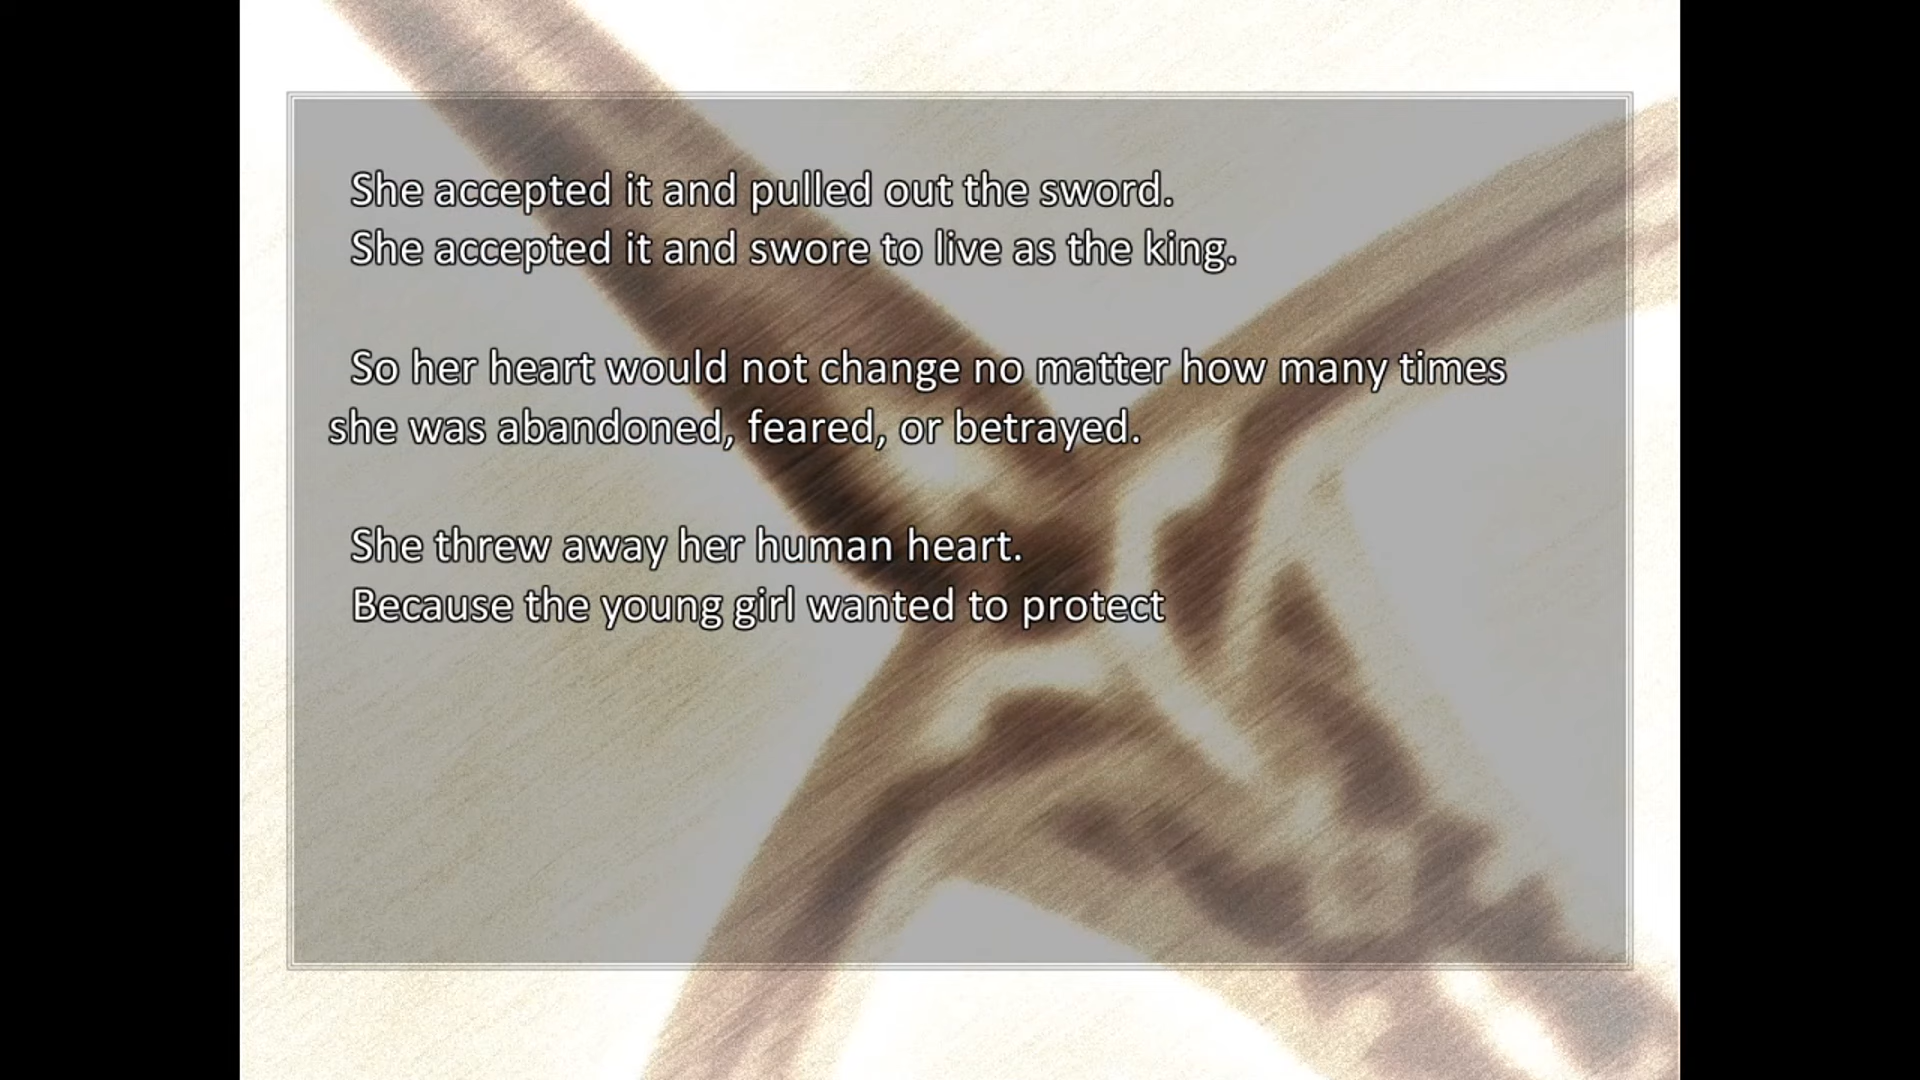 She accepted it and pulled out the sword.
She accepted it and swore to live as the king.
So her heart would not change no matter how many times
she was abandoned, feared, or betrayed.
She threw away her human heart.
Because the young girl wanted to protect